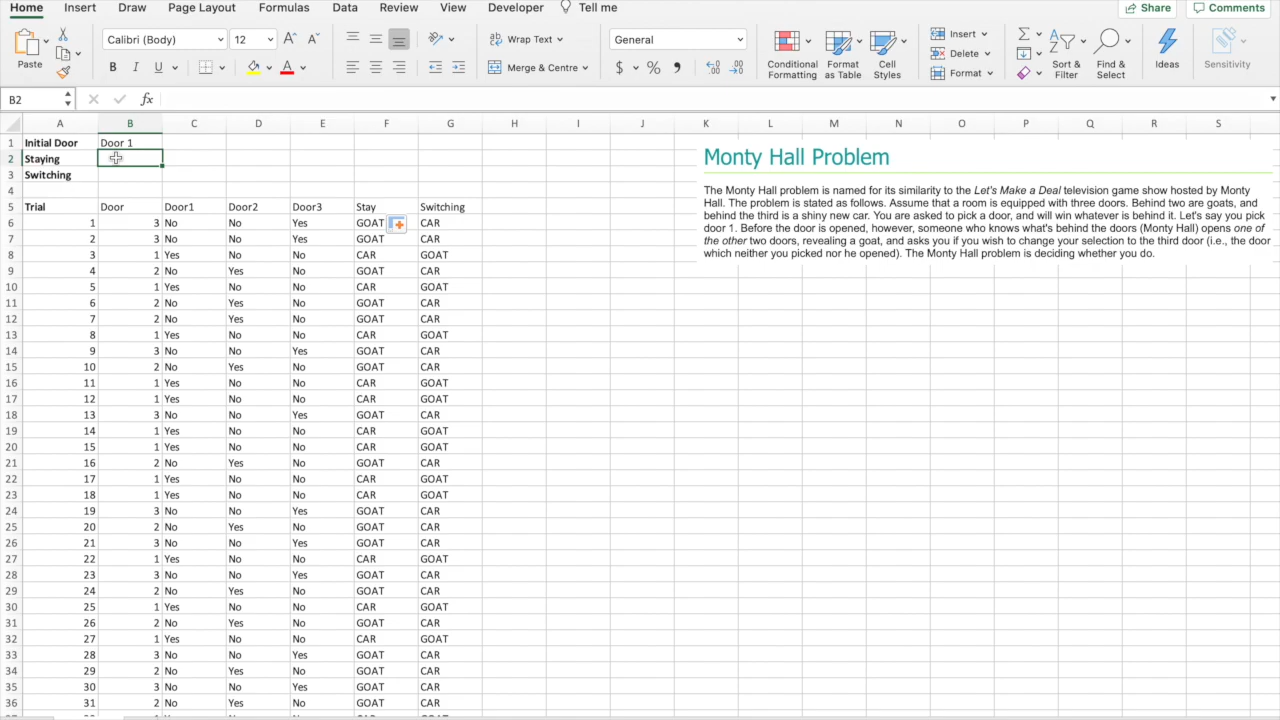 Home Insert Draw Page Layout Formulas Data Review View Developer Tell me Share Comments
Calibri (Body) 12 Wrap Text General Insert
Delete
Paste B I U Merge & Centre $ % Conditional Formatting Format as Table Cell Styles Format Sort & Filter Find & Select Ideas Sensitivity
B2 fx
A B C D E F G H I J K L M N O P Q R S
1 Initial Door Door 1
2 Staying
3 Switching
4
5 Trial Door Door1 Door2 Door3 Stay Switching
6 1 3 No No Yes GOAT CAR
7 2 3 No No Yes GOAT CAR
8 3 1 Yes No No CAR GOAT
9 4 2 No Yes No GOAT CAR
10 5 1 Yes No No CAR GOAT
11 6 2 No Yes No GOAT CAR
12 7 2 No Yes No GOAT CAR
13 8 1 Yes No No CAR GOAT
14 9 3 No No Yes GOAT CAR
15 10 2 No Yes No GOAT CAR
16 11 1 Yes No No CAR GOAT
17 12 1 Yes No No CAR GOAT
18 13 3 No No Yes GOAT CAR
19 14 1 Yes No No CAR GOAT
20 15 1 Yes No No CAR GOAT
21 16 2 No Yes No GOAT CAR
22 17 1 Yes No No CAR GOAT
23 18 1 Yes No No CAR GOAT
24 19 3 No No Yes GOAT CAR
25 20 2 No Yes No GOAT CAR
26 21 3 No No Yes GOAT CAR
27 22 1 Yes No No CAR GOAT
28 23 3 No No Yes GOAT CAR
29 24 2 No Yes No GOAT CAR
30 25 1 Yes No No CAR GOAT
31 26 2 No Yes No GOAT CAR
32 27 1 Yes No No CAR GOAT
33 28 3 No No Yes GOAT CAR
34 29 2 No Yes No GOAT CAR
35 30 3 No No Yes GOAT CAR
36 31 2 No Yes No GOAT CAR
Monty Hall Problem
The Monty Hall problem is named for its similarity to the Let's Make a Deal television game show hosted by Monty
Hall. The problem is stated as follows. Assume that a room is equipped with three doors. Behind two are goats, and
behind the third is a shiny new car. You are asked to pick a door, and will win whatever is behind it. Let's say you pick
door 1. Before the door is opened, however, someone who knows what's behind the doors (Monty Hall) opens one of
the other two doors, revealing a goat, and asks you if you wish to change your selection to the third door (i.e., the door
which neither you picked nor he opened). The Monty Hall problem is deciding whether you do.